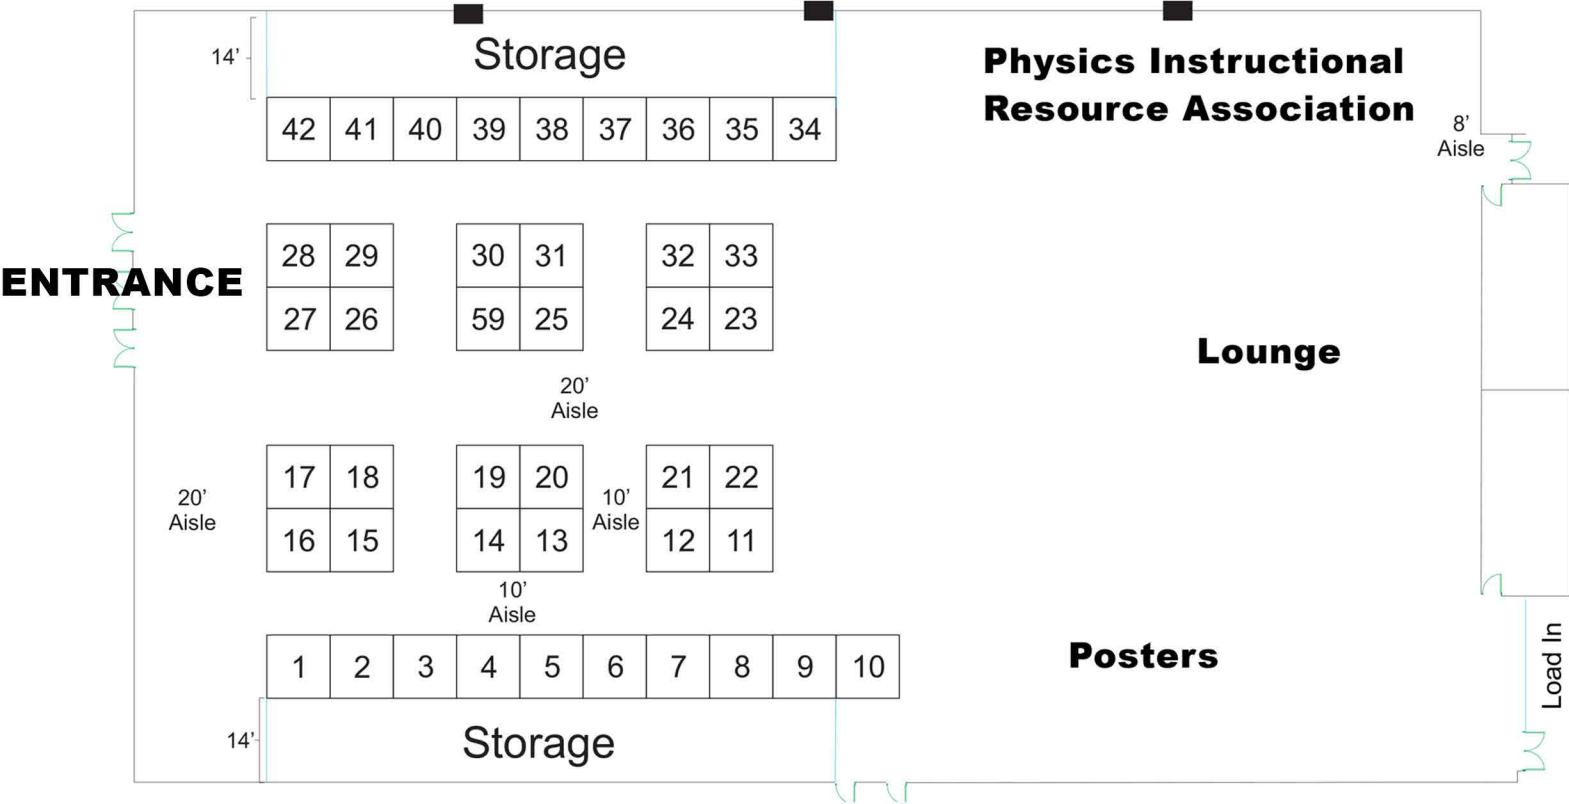 14’
Storage
Physics Instructional
Resource Association
42 41 40 39 38 37 36 35 34
8’
Aisle
28 29 30 31 32 33
ENTRANCE
27 26 59 25 24 23
Lounge
20’
Aisle
17 18 19 20 21 22
20’
Aisle
10’
Aisle
16 15 14 13 12 11
10’
Aisle
1 2 3 4 5 6 7 8 9 10
Posters
Load In
14’
Storage